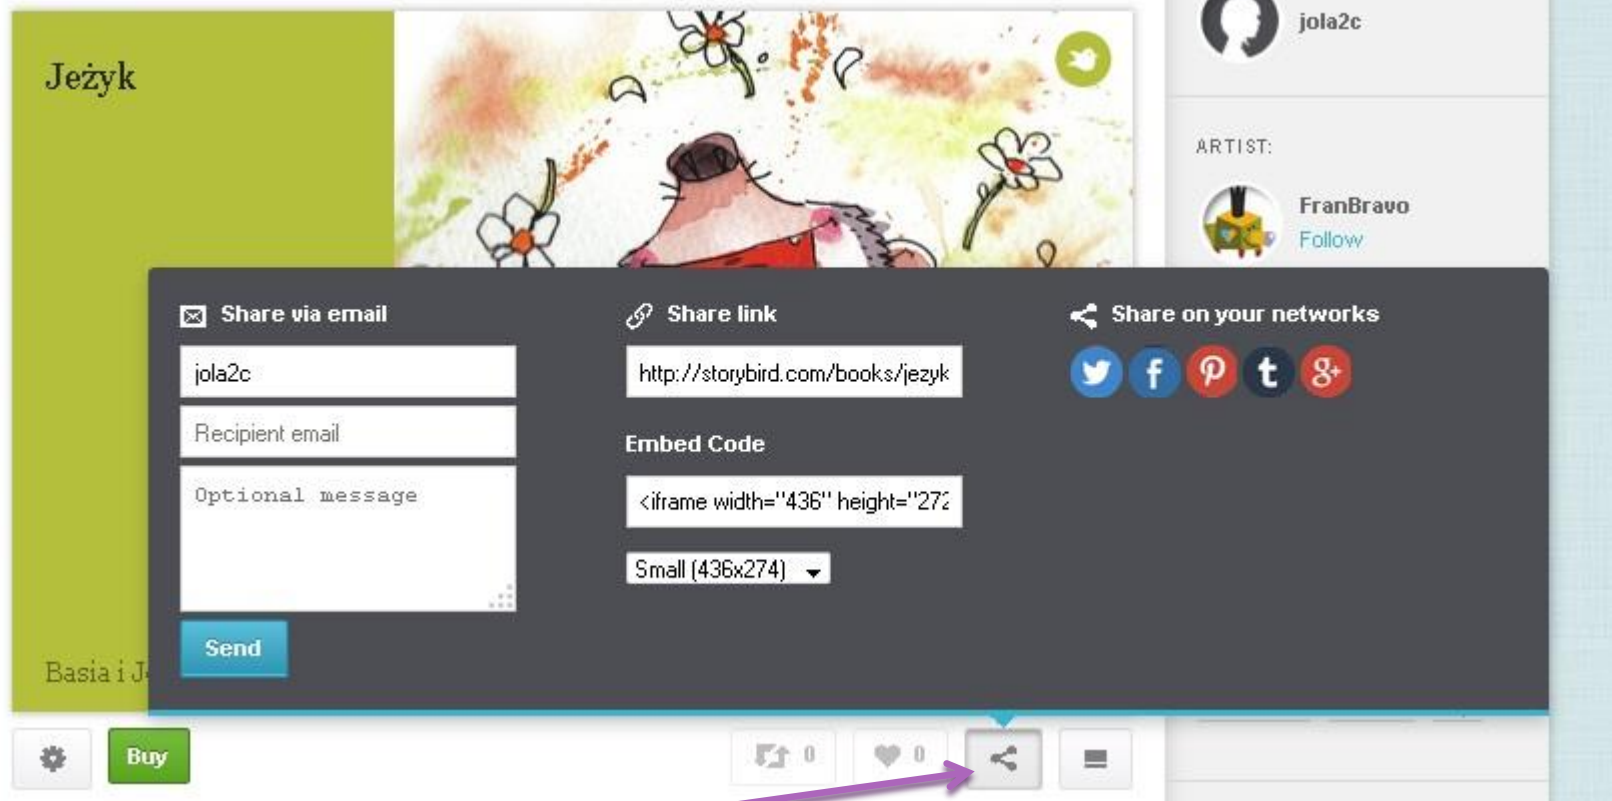 Jeżyk
jola2c
ARTIST:
FranBravo
Follow
Share via email
jola2c
Recipient email
Optional message
Send
Share link
http://storybird.com/books/jezyk
Embed Code
<iframe width="436" height="272
Small (436x274)
Share on your networks
Basia i
Buy
0
0